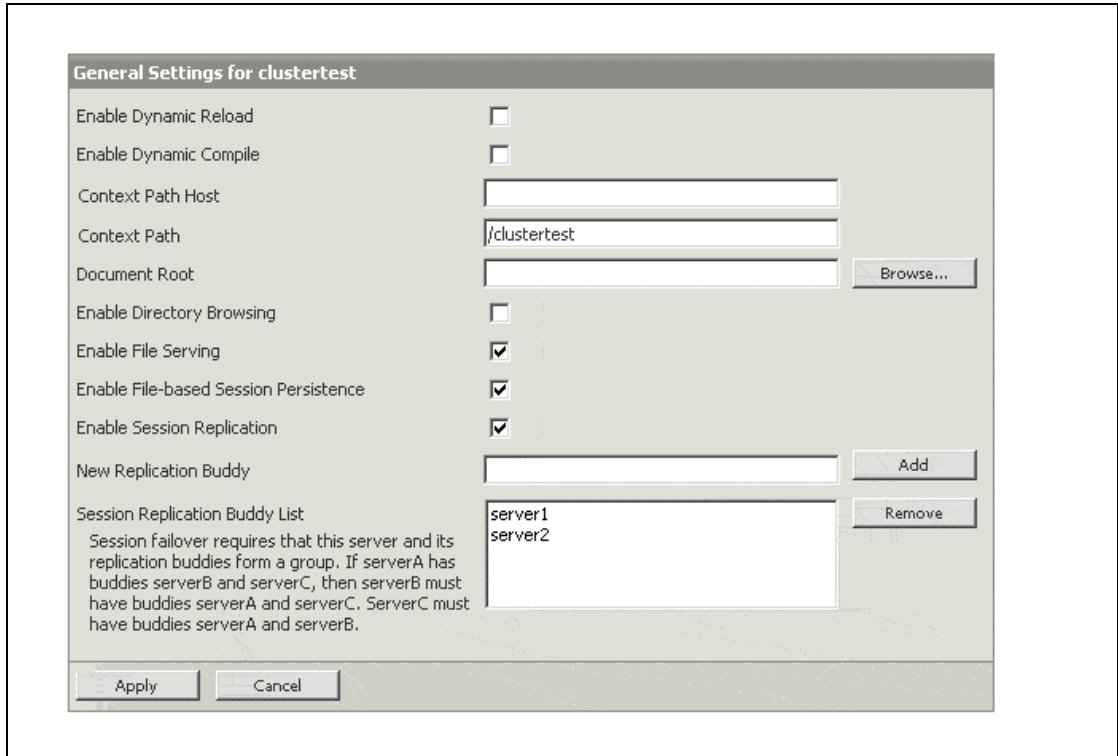 General Settings for clustertest
Enable Dynamic Reload
Enable Dynamic Compile
Context Path Host
Context Path
/clustertest
Document Root
Browse...
Enable Directory Browsing
Enable File Serving
Enable File-based Session Persistence
Enable Session Replication
New Replication Buddy
Add
Session Replication Buddy List
Session failover requires that this server and its
replication buddies form a group. If serverA has
buddies serverB and serverC, then serverB must
have buddies serverA and serverC. ServerC must
have buddies serverA and serverB.
server1
server2
Remove
Apply
Cancel